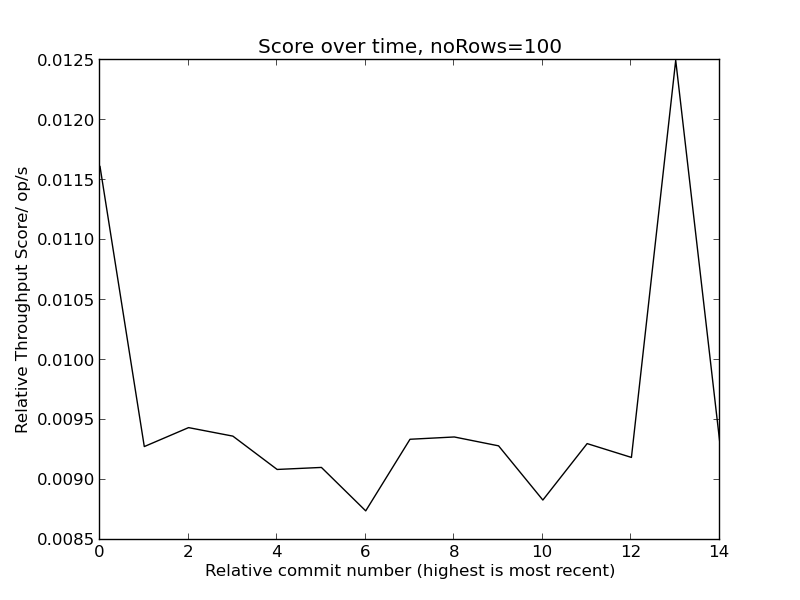 Score over time, noRows=100
0.0125
0.0120
0.0115
0.0110
0.0105
0.0100
0.0095
0.0090
0.0085
Relative Throughput Score/ op/s
0 2 4 6 8 10 12 14
Relative commit number (highest is most recent)